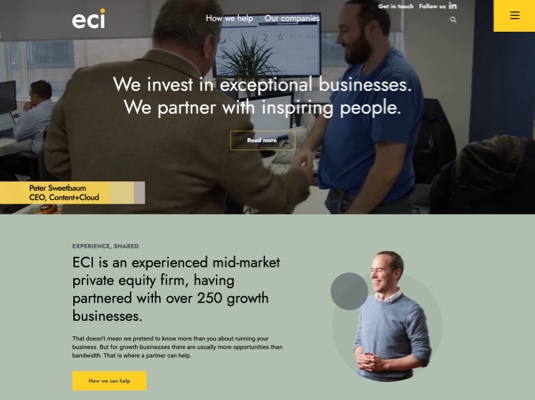 Get in touch Follow us in
eci How we help Our companies
We invest in exceptional businesses.
We partner with inspiring people.
Read more
Peter Sweetbaum
CEO, Content+Cloud
EXPERIENCE, SHARED
ECI is an experienced mid-market
private equity firm, having
partnered with over 250 growth
businesses.
That doesn't mean we pretend to know more than you about running your
business. But for growth businesses there are usually more opportunities than
bandwidth. That is where a partner can help.
How we can help